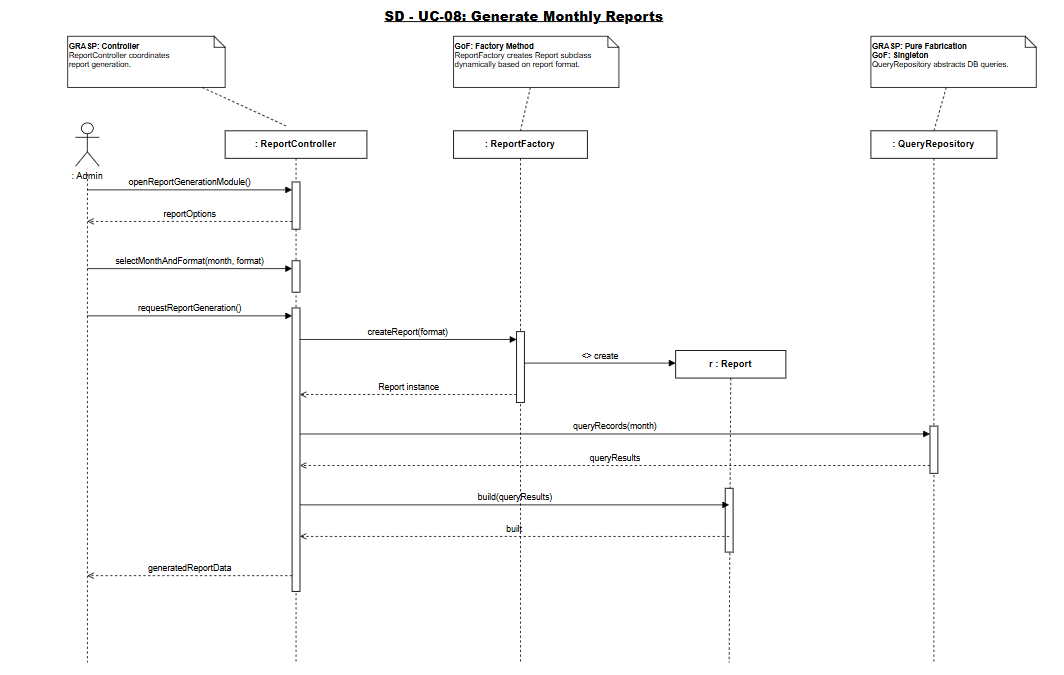 SD - UC-08: Generate Monthly Reports
GRASP: Controller
ReportController coordinates
report generation.
GoF: Factory Method
ReportFactory creates Report subclass
dynamically based on report format.
GRASP: Pure Fabrication
GoF: Singleton
QueryRepository abstracts DB queries.
: Admin
: ReportController
: ReportFactory
: QueryRepository
openReportGenerationModule()
reportOptions
selectMonthAndFormat(month, format)
requestReportGeneration()
createReport(format)
<> create
r : Report
Report instance
queryRecords(month)
queryResults
build(queryResults)
built
generatedReportData